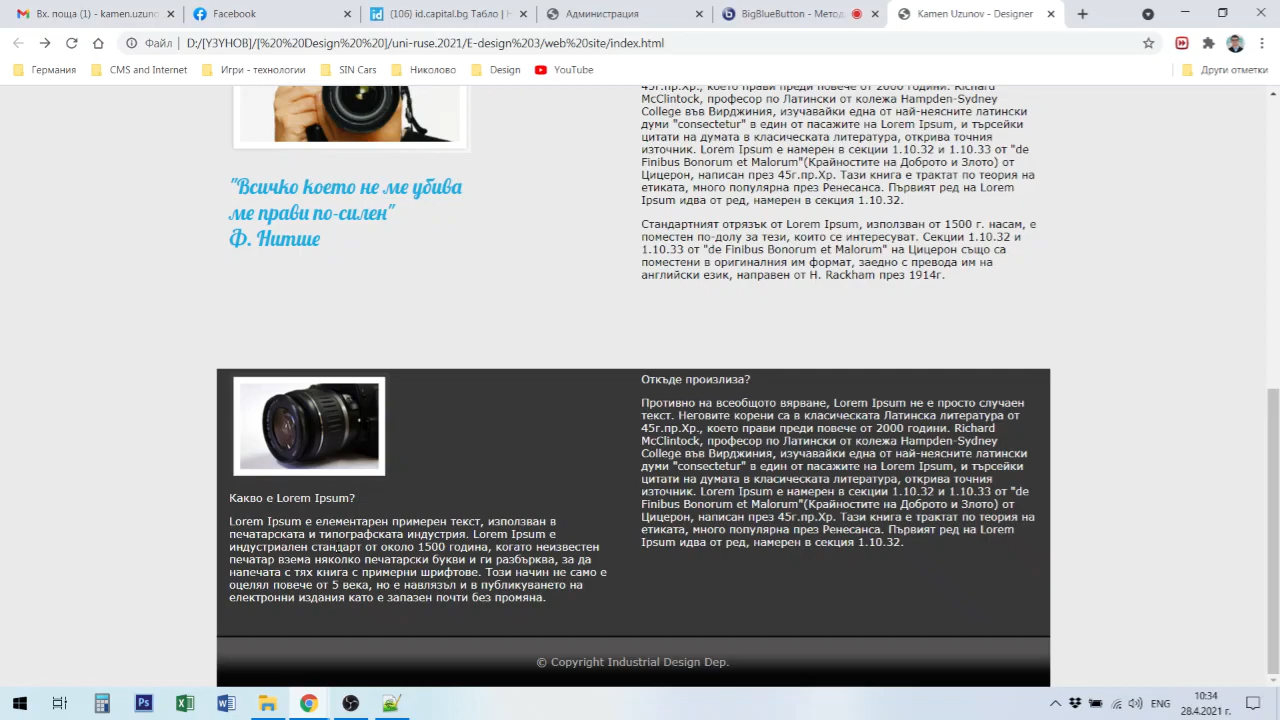 Вх. поща (1) - kamen.uzuno
Facebook
(106) id.capital.bg Табло | Н
Администрация
BigBlueButton - Метод
Kamen Uzunov - Designer
Файл
D:/[УЗУНОВ]/[%20%20Design%20%20]/uni-ruse.2021/E-design%203/web%20site/index.html
Германия
CMS and Internet
Игри - технологии
SIN Cars
Николово
Design
YouTube
Други отметки
45г.пр.Хр., което прави преди повече от 2000 години. Richard
McClintock, професор по Латински от колежа Hampden-Sydney
College във Вирджиния, изучавайки една от най-неясните латински
думи "consectetur" в един от пасажите на Lorem Ipsum, и търсейки
цитати на думата в класическата литература, открива точния
източник. Lorem Ipsum е намерен в секции 1.10.32 и 1.10.33 от "de
Finibus Bonorum et Malorum"(Крайностите на Доброто и Злото) от
Цицерон, написан през 45г.пр.Хр. Тази книга е трактат по теория на
етиката, много популярна през Ренесанса. Първият ред на Lorem
Ipsum идва от ред, намерен в секция 1.10.32.
Стандартният отрязък от Lorem Ipsum, използван от 1500 г. насам, е
поместен по-долу за тези, които се интересуват. Секции 1.10.32 и
1.10.33 от "de Finibus Bonorum et Malorum" на Цицерон също са
поместени в оригиналния им формат, заедно с превода им на
английски език, направен от H. Rackham през 1914г.
"Всичко което не ме убива
ме прави по-силен"
Ф. Нитше
Какво е Lorem Ipsum?
Lorem Ipsum е елементарен примерен текст, използван в
печатарската и типографската индустрия. Lorem Ipsum е
индустриален стандарт от около 1500 година, когато неизвестен
печатар взема няколко печатарски букви и ги разбърква, за да
напечата с тях книга с примерни шрифтове. Този начин не само е
оцелял повече от 5 века, но е навлязъл и в публикуването на
електронни издания като е запазен почти без промяна.
Откъде произлиза?
Противно на всеобщото вярване, Lorem Ipsum не е просто случаен
текст. Неговите корени са в класическата Латинска литература от
45г.пр.Хр., което прави преди повече от 2000 години. Richard
McClintock, професор по Латински от колежа Hampden-Sydney
College във Вирджиния, изучавайки една от най-неясните латински
думи "consectetur" в един от пасажите на Lorem Ipsum, и търсейки
цитати на думата в класическата литература, открива точния
източник. Lorem Ipsum е намерен в секции 1.10.32 и 1.10.33 от "de
Finibus Bonorum et Malorum"(Крайностите на Доброто и Злото) от
Цицерон, написан през 45г.пр.Хр. Тази книга е трактат по теория на
етиката, много популярна през Ренесанса. Първият ред на Lorem
Ipsum идва от ред, намерен в секция 1.10.32.
© Copyright Industrial Design Dep.
ENG
10:34
28.4.2021 г.